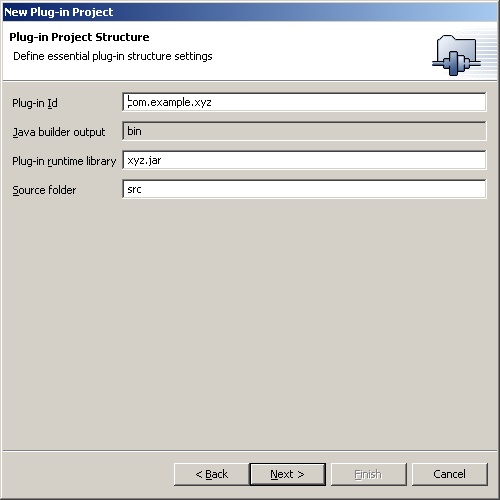 New Plug-in Project
Plug-in Project Structure
Define essential plug-in structure settings
Plug-in Id com.example.xyz
Java builder output bin
Plug-in runtime library xyz.jar
Source folder src
< Back Next > Finish Cancel